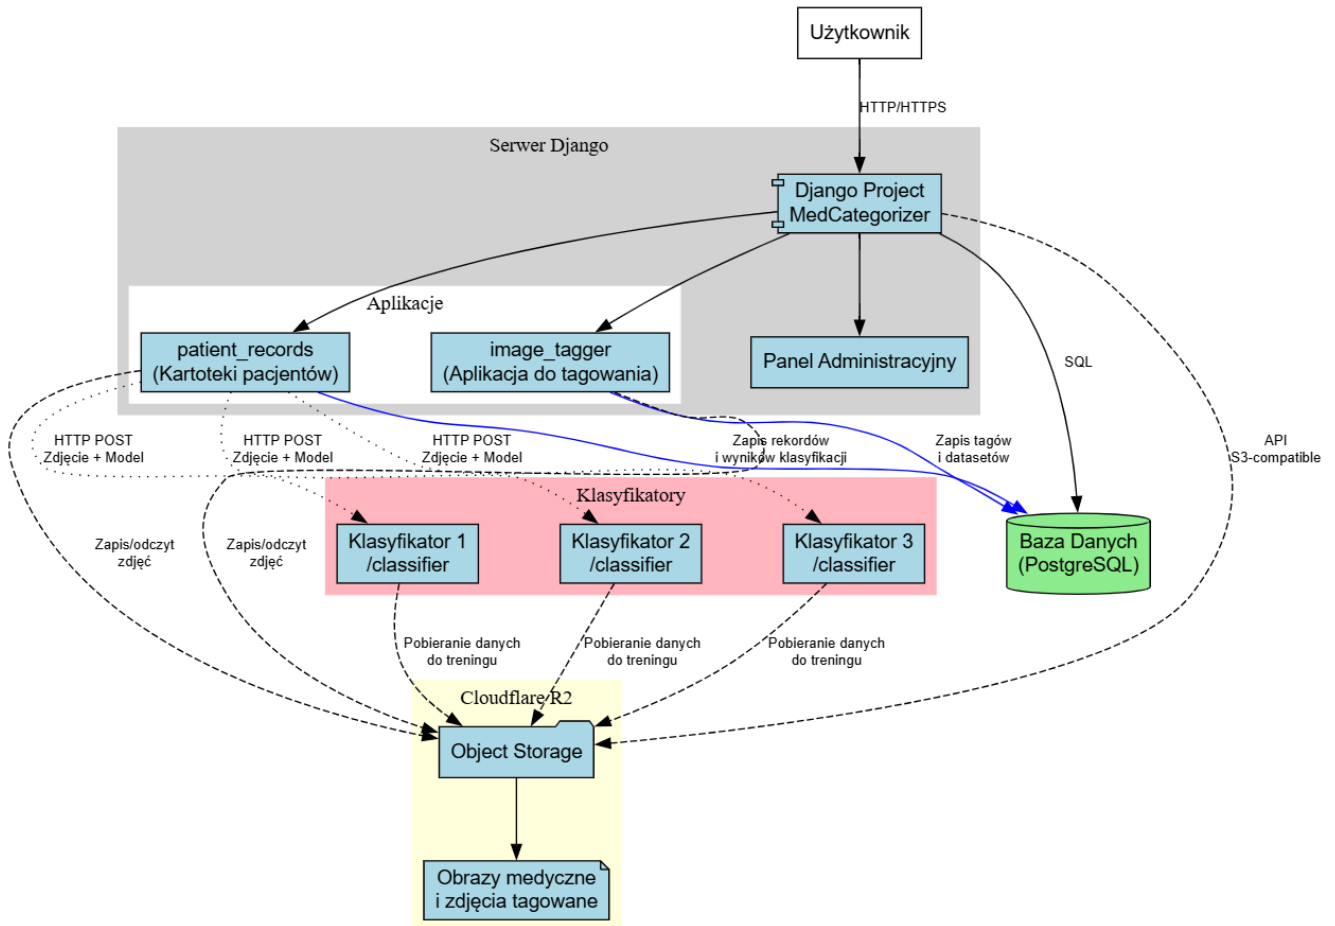 Użytkownik
HTTP/HTTPS
Serwer Django
Django Project
MedCategorizer
Aplikacje
patient_records
(Kartoteki pacjentów)
image_tagger
(Aplikacja do tagowania)
Panel Administracyjny
SQL
HTTP POST
Zdjęcie + Model
HTTP POST
Zdjęcie + Model
HTTP POST
Zdjęcie + Model
Zapis rekordów
i wyników klasyfikacji
Zapis tagów
i datasetów
API
S3-compatible
Klasyfikatory
Klasyfikator 1
/classifier
Klasyfikator 2
/classifier
Klasyfikator 3
/classifier
Baza Danych
(PostgreSQL)
Zapis/odczyt
zdjęć
Zapis/odczyt
zdjęć
Pobieranie danych
do treningu
Pobieranie danych
do treningu
Pobieranie danych
do treningu
Cloudflare R2
Object Storage
Obrazy medyczne
i zdjęcia tagowane